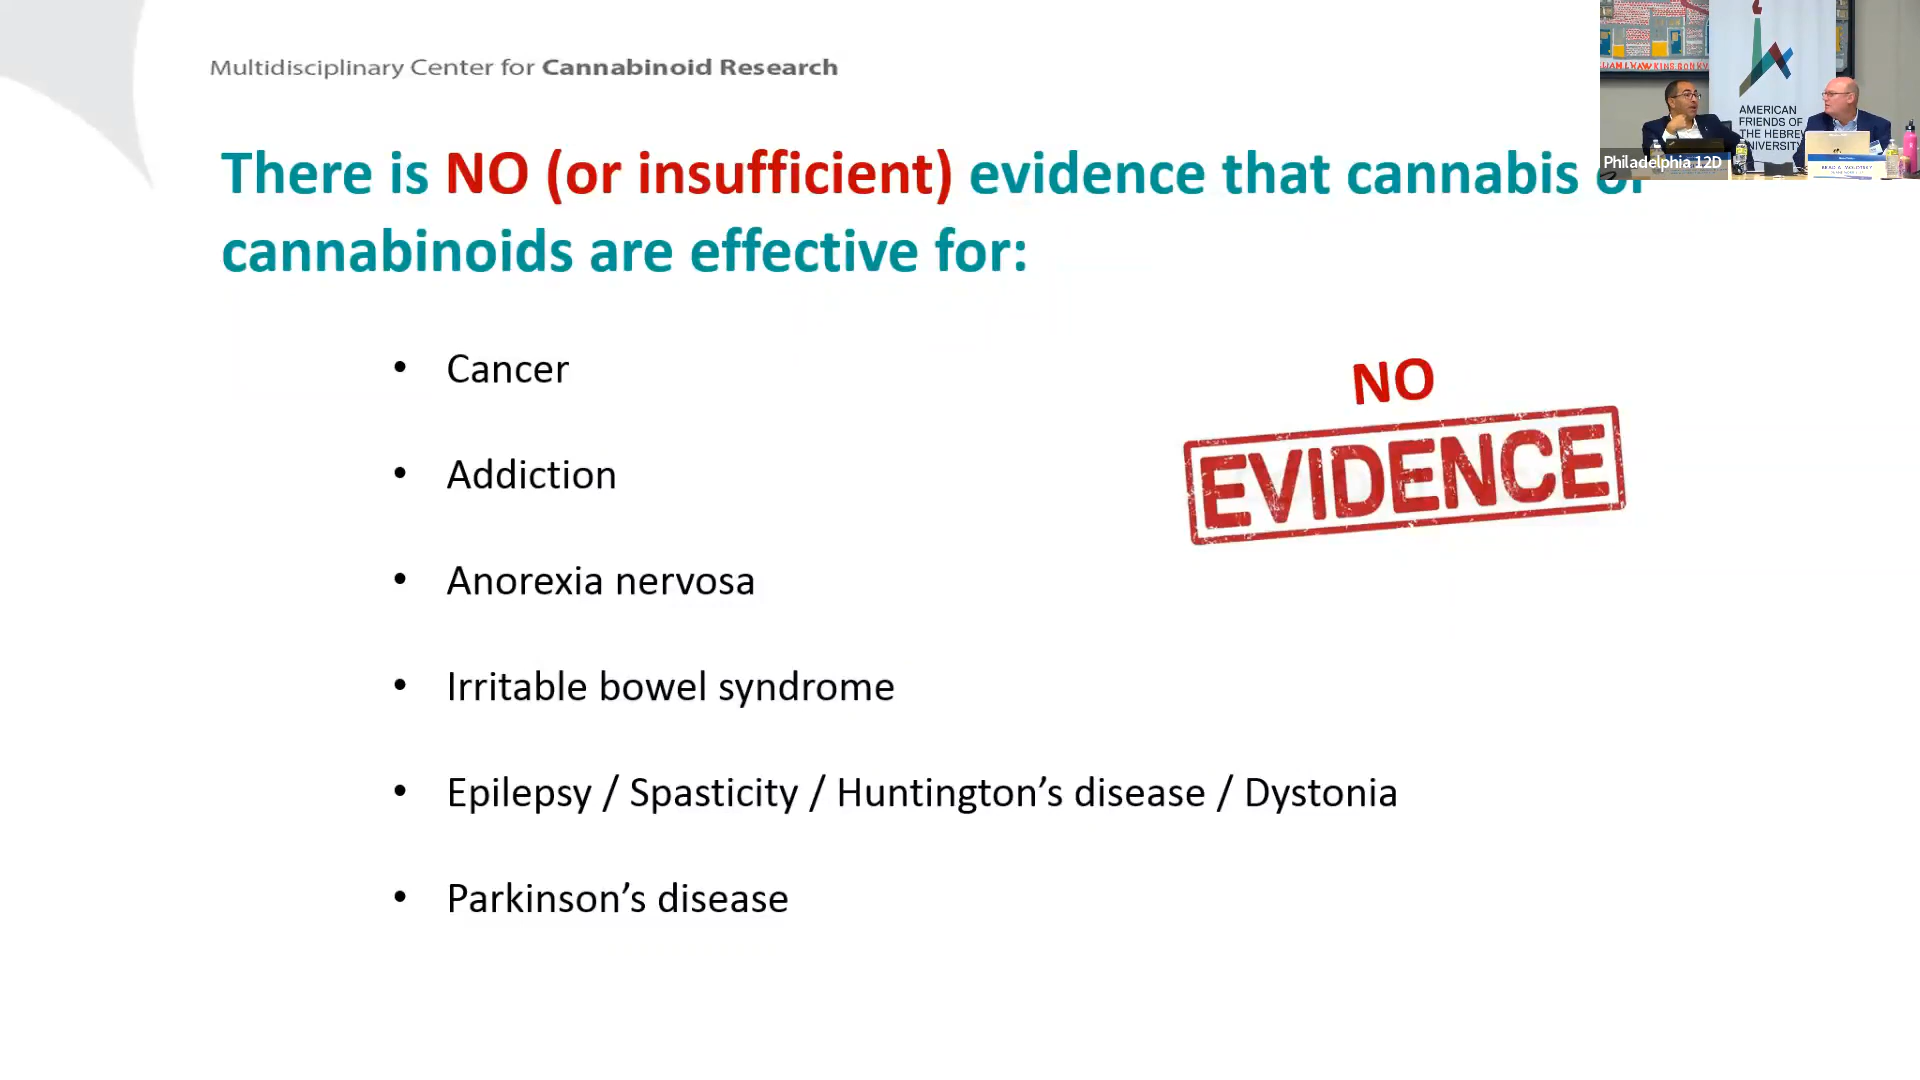 Multidisciplinary Center for Cannabinoid Research
There is NO (or insufficient) evidence that cannabis or
cannabinoids are effective for:
• Cancer
• Addiction
• Anorexia nervosa
• Irritable bowel syndrome
• Epilepsy / Spasticity / Huntington’s disease / Dystonia
• Parkinson’s disease
NO
EVIDENCE
AMERICAN
FRIENDS OF
THE HEBREW
UNIVERSITY
Philadelphia 12D